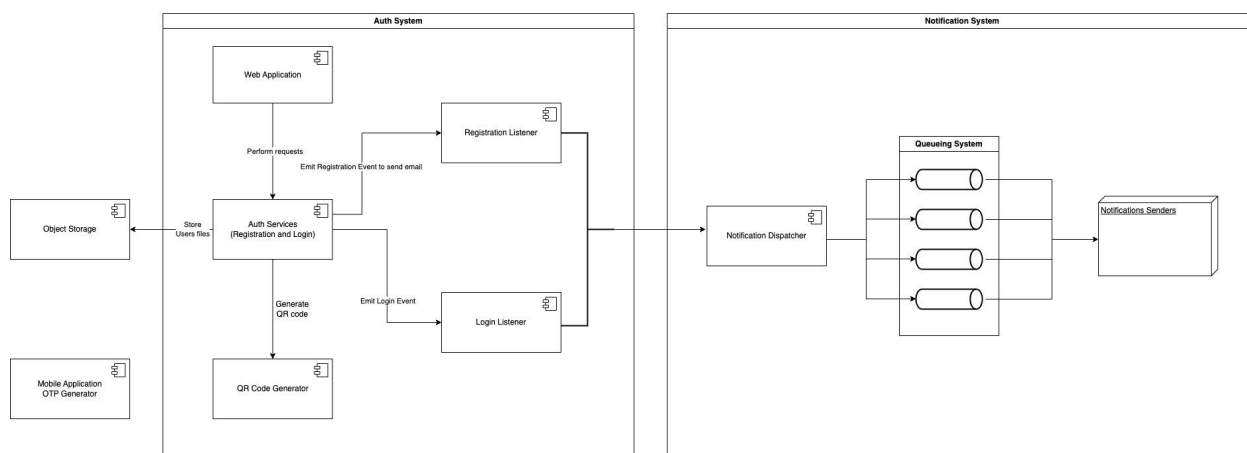 Auth System
Web Application
Perform requests
Registration Listener
Emit Registration Event to send email
Object Storage
Store
Users files
Auth Services
(Registration and Login)
Emit Login Event
Login Listener
Generate
QR code
Mobile Application
OTP Generator
QR Code Generator
Notification System
Notification Dispatcher
Queueing System
Notifications Senders